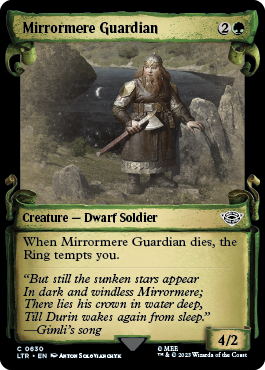 Mirrormere Guardian 2
Creature — Dwarf Soldier
When Mirrormere Guardian dies, the
Ring tempts you.
“But still the sunken stars appear
In dark and windless Mirrormere;
There lies his crown in water deep,
Till Durin wakes again from sleep.”
—Gimli's song
4/2
C 0630
LTR • EN Anton Solovianchyk
© MEE
™ & © 2023 Wizards of the Coast